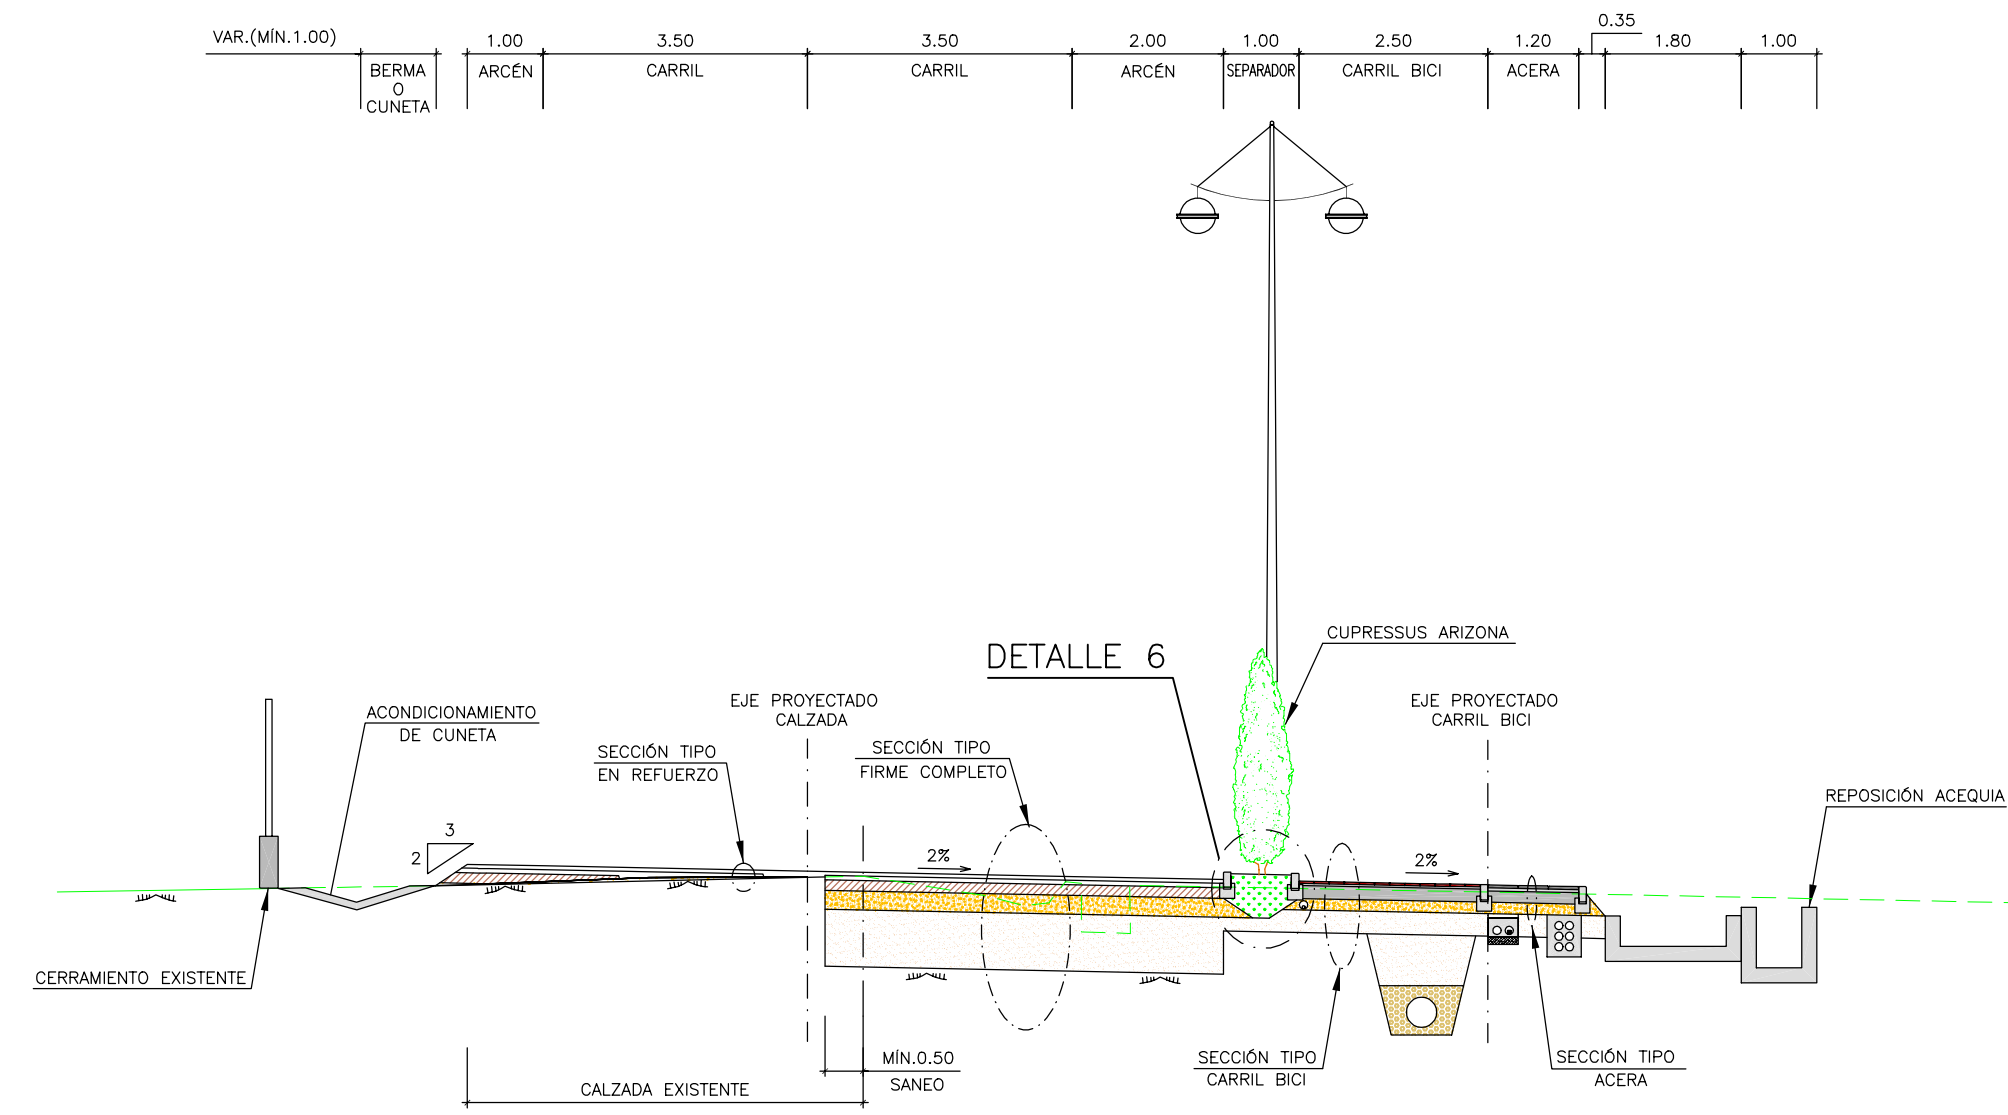 VAR.(MÍN.1.00)
1.00
3.50
3.50
2.00
1.00
2.50
1.20
0.35
1.80
1.00
BERMA
O
CUNETA
ARCÉN
CARRIL
CARRIL
ARCÉN
SEPARADOR
CARRIL BICI
ACERA
CUPRESSUS ARIZONA
DETALLE 6
EJE PROYECTADO
CALZADA
EJE PROYECTADO
CARRIL BICI
ACONDICIONAMIENTO
DE CUNETA
SECCIÓN TIPO
EN REFUERZO
SECCIÓN TIPO
FIRME COMPLETO
REPOSICIÓN ACEQUIA
3
2
2%
2%
CERRAMIENTO EXISTENTE
MÍN.0.50
SANEO
CALZADA EXISTENTE
SECCIÓN TIPO
CARRIL BICI
SECCIÓN TIPO
ACERA